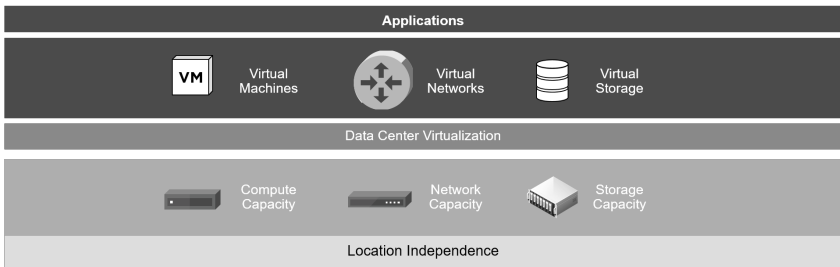 Applications
VM
Virtual
Machines
Virtual
Networks
Virtual
Storage
Data Center Virtualization
Compute
Capacity
Network
Capacity
Storage
Capacity
Location Independence